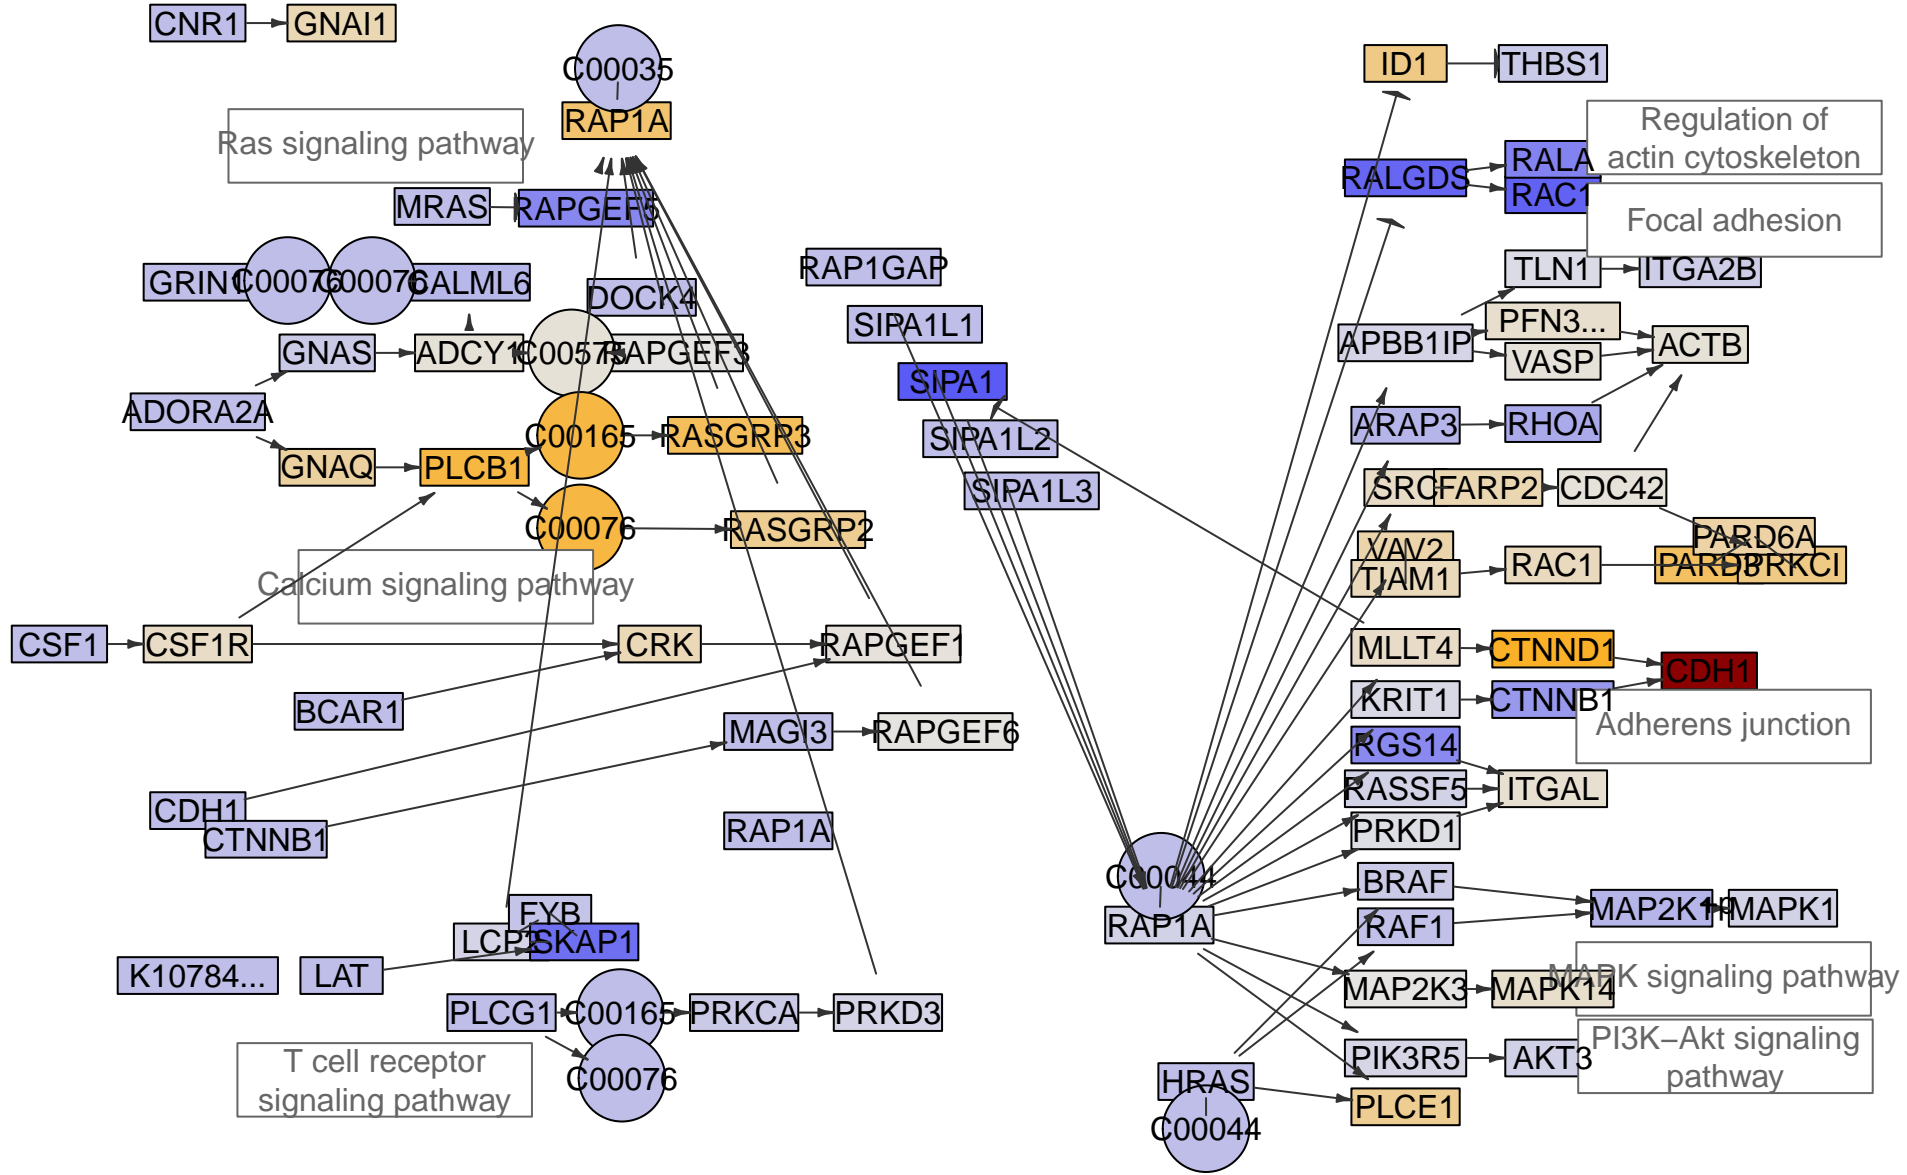 CNR1
GNAI1
C00035
RAP1A
Ras signaling pathway
MRAS
RAPGEF5
GRIN1
C00076
C00076
CALML6
DOCK4
GNAS
ADCY1
C00575
RAPGEF3
ADORA2A
GNAQ
PLCB1
C00165
RASGRP3
C00076
RASGRP2
Calcium signaling pathway
CSF1
CSF1R
CRK
RAPGEF1
BCAR1
MAGI3
RAPGEF6
CDH1
CTNNB1
RAP1A
FYB
LCP2
SKAP1
K10784...
LAT
PLCG1
C00165
PRKCA
PRKD3
C00076
T cell receptor
signaling pathway
RAP1GAP
SIPA1L1
SIPA1
SIPA1L2
SIPA1L3
C00044
RAP1A
HRAS
C00044
ID1
THBS1
Regulation of
actin cytoskeleton
RALGDS
RALA
RAC1
Focal adhesion
TLN1
ITGA2B
APBB1IP
PFN3...
VASP
ACTB
ARAP3
RHOA
SRC
FARP2
CDC42
VAV2
TIAM1
RAC1
PARD6A
PARD3
PRKCI
MLLT4
CTNND1
CDH1
KRIT1
CTNNB1
Adherens junction
RGS14
RASSF5
ITGAL
PRKD1
BRAF
RAF1
MAP2K1
+p
MAPK1
MAP2K3
MAPK14
MAPK signaling pathway
PIK3R5
AKT3
PI3K−Akt signaling
pathway
PLCE1